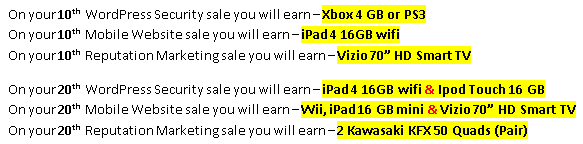 On your 10th WordPress Security sale you will earn – Xbox 4 GB or PS3
On your 10th Mobile Website sale you will earn – iPad 4 16GB wifi
On your 10th Reputation Marketing sale you will earn – Vizio 70” HD Smart TV
On your 20th WordPress Security sale you will earn – iPad 4 16GB wifi & Ipod Touch 16 GB
On your 20th Mobile Website sale you will earn – Wii, iPad 16 GB mini & Vizio 70” HD Smart TV
On your 20th Reputation Marketing sale you will earn – 2 Kawasaki KFX 50 Quads (Pair)